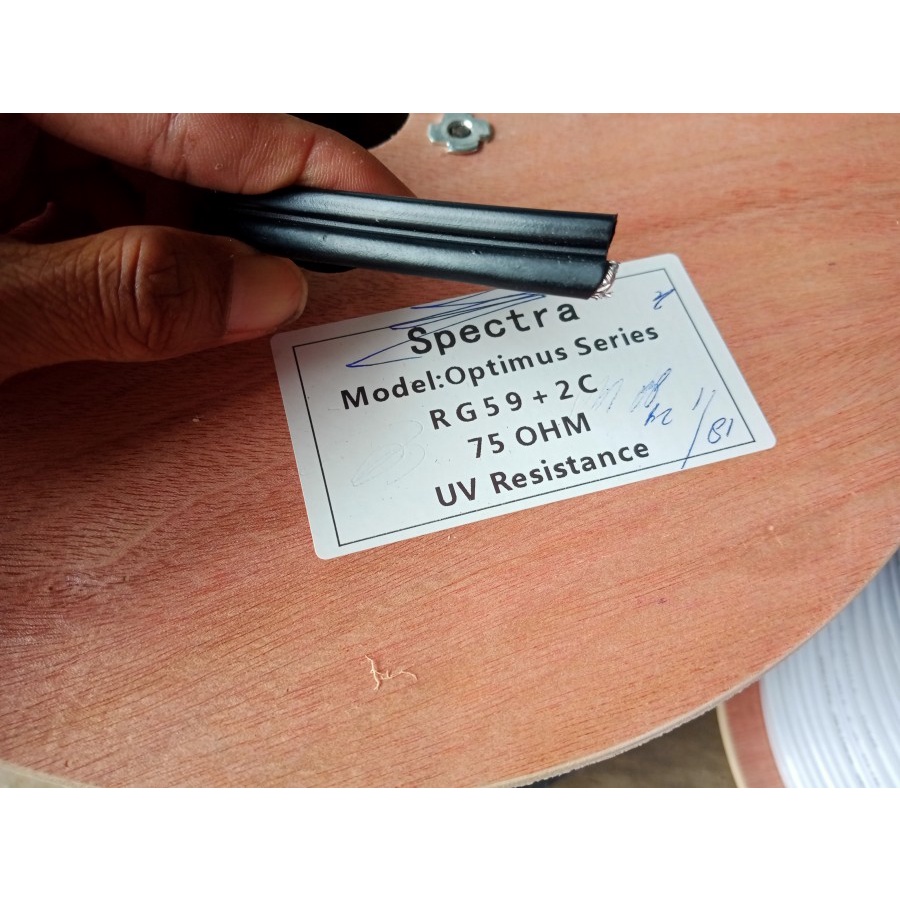 Spectra
Model:Optimus Series
RG59+2C
75 OHM
UV Resistance